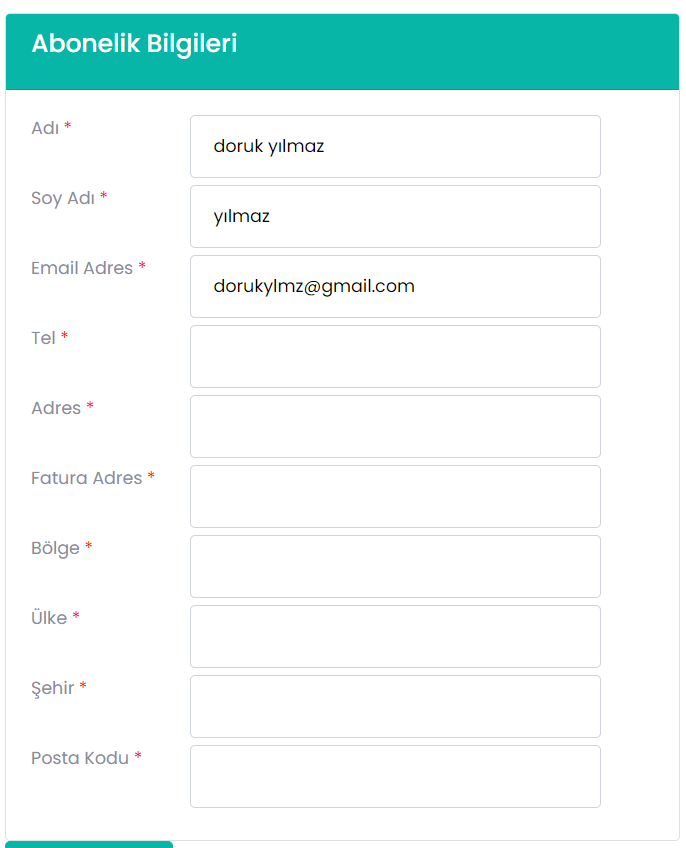 Abonelik Bilgileri
Adı * doruk yılmaz
Soy Adı * yılmaz
Email Adres * dorukylmz@gmail.com
Tel *
Adres *
Fatura Adres *
Bölge *
Ülke *
Şehir *
Posta Kodu *